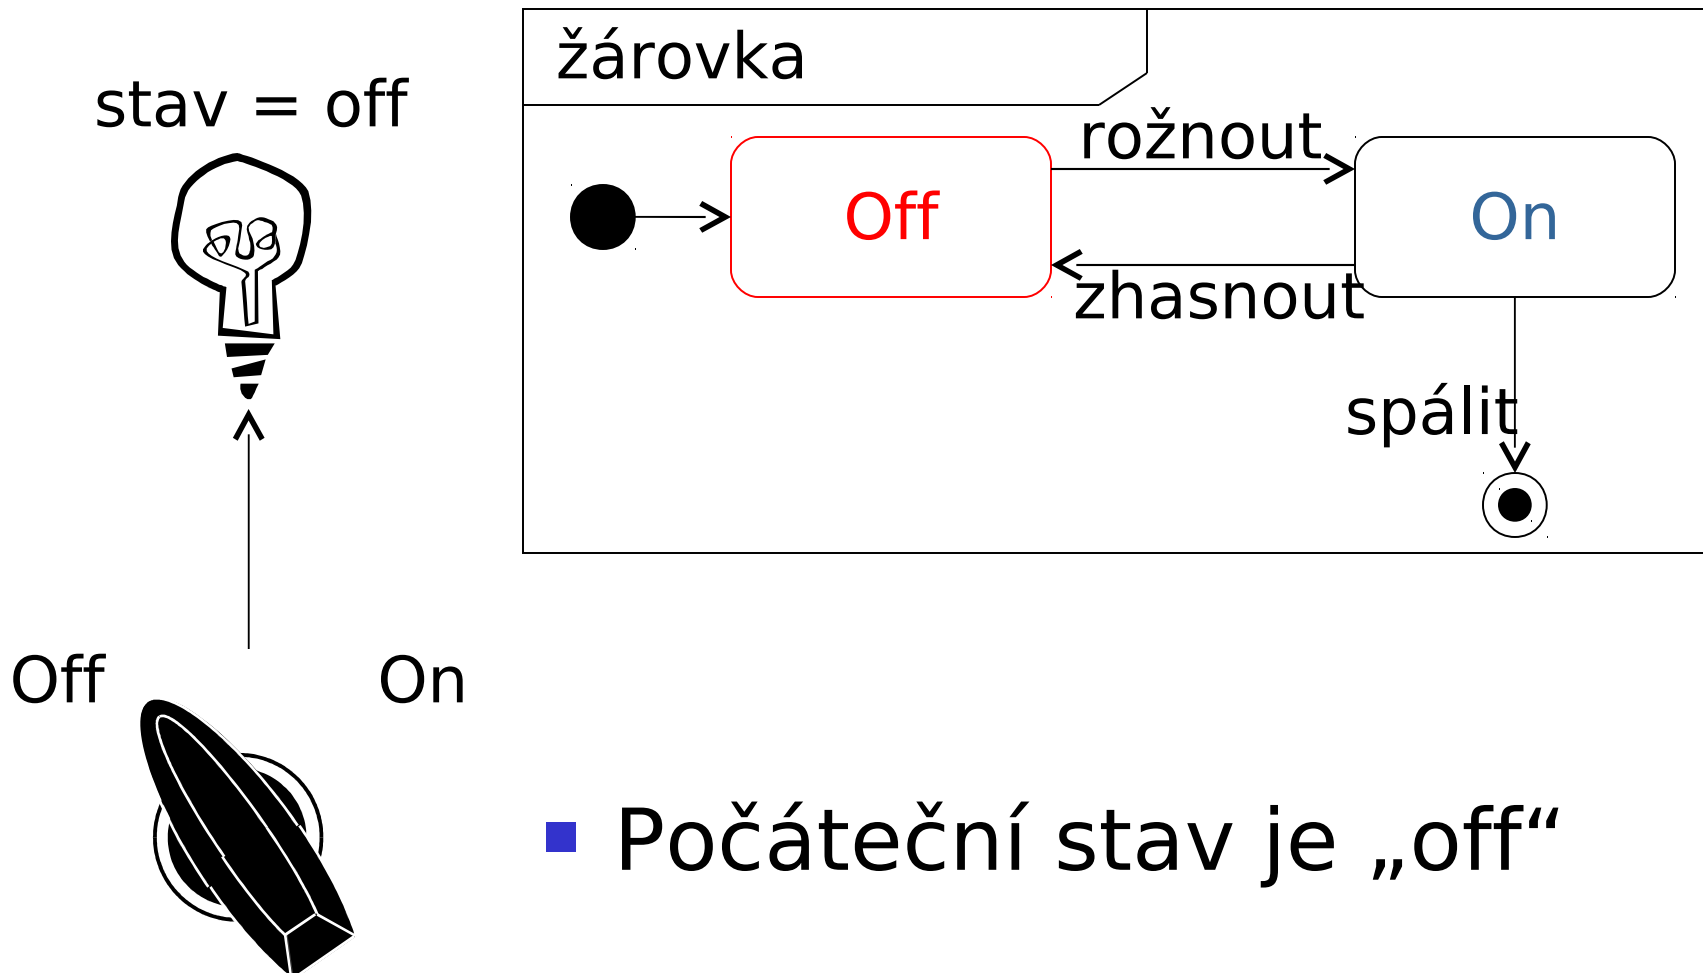 žárovka
stav = off
rožnout
Off
On
zhasnout
spálit
Off
On
Počáteční stav je „off“